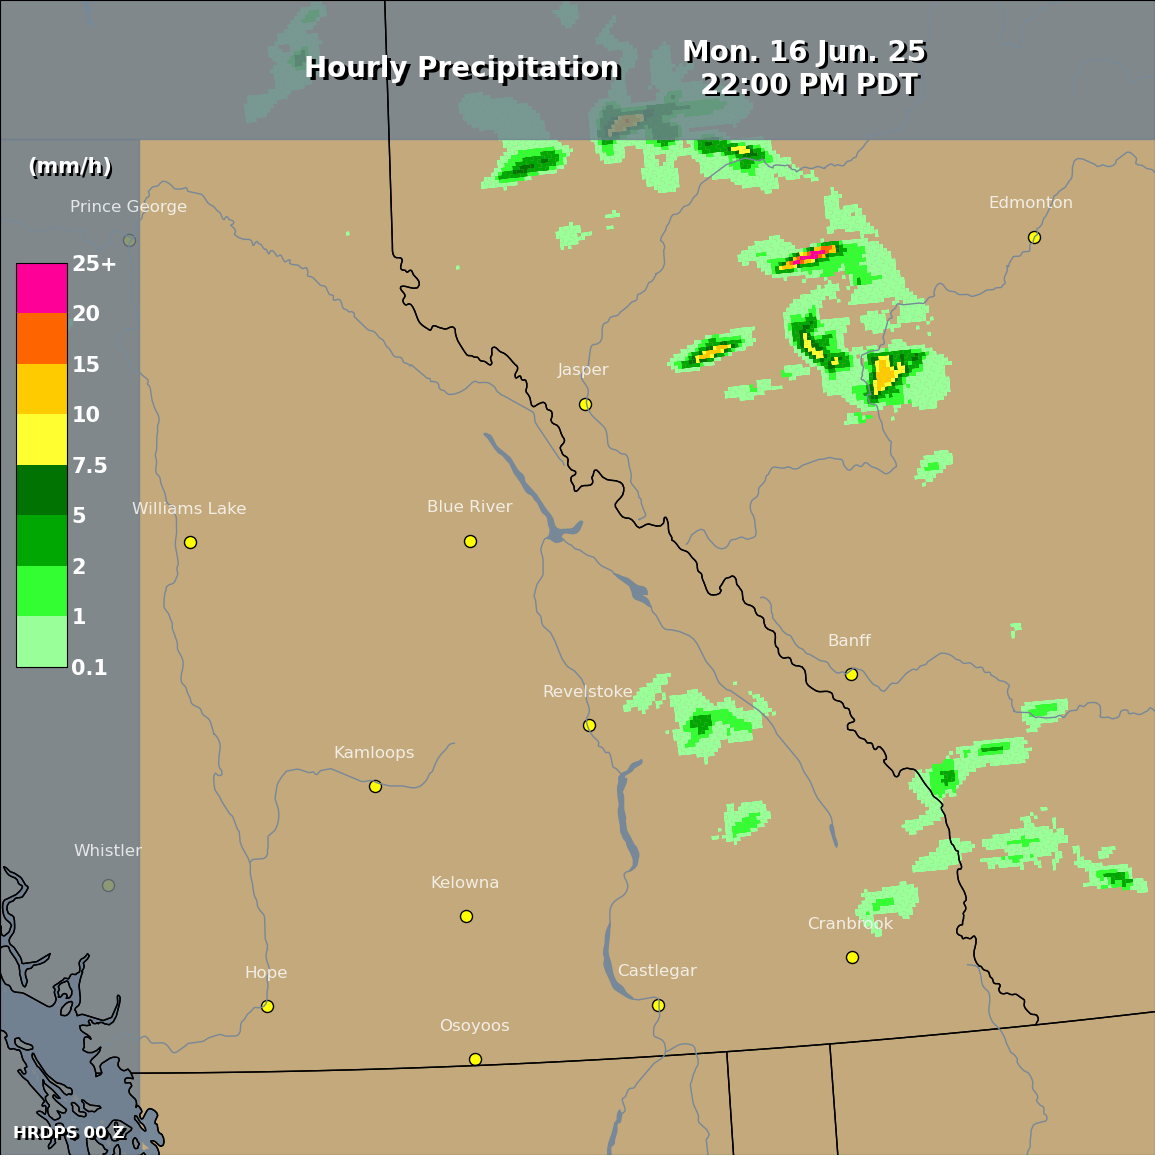 Hourly Precipitation
Mon. 16 Jun. 25
22:00 PM PDT
(mm/h)
Prince George
Edmonton
25+
20
15
10
7.5
5
2
1
0.1
Jasper
Williams Lake
Blue River
Banff
Revelstoke
Kamloops
Whistler
Kelowna
Cranbrook
Hope
Castlegar
Osoyoos
HRDPS 00 Z